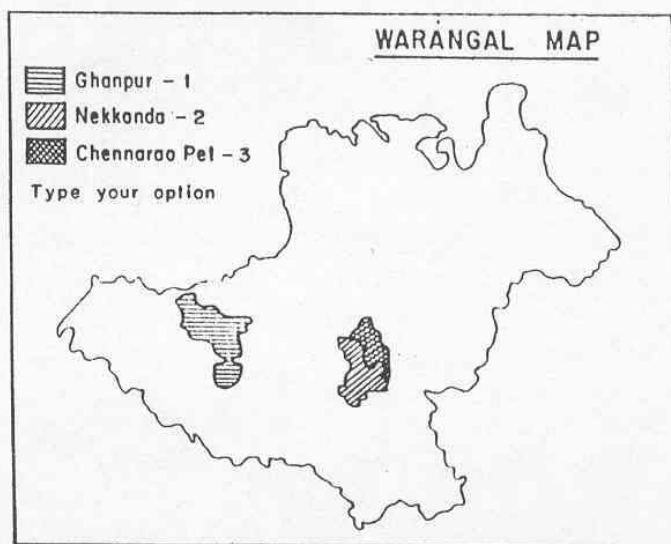 WARANGAL MAP
Ghanpur - 1
Nekkonda - 2
Chennarao Pet - 3
Type your option